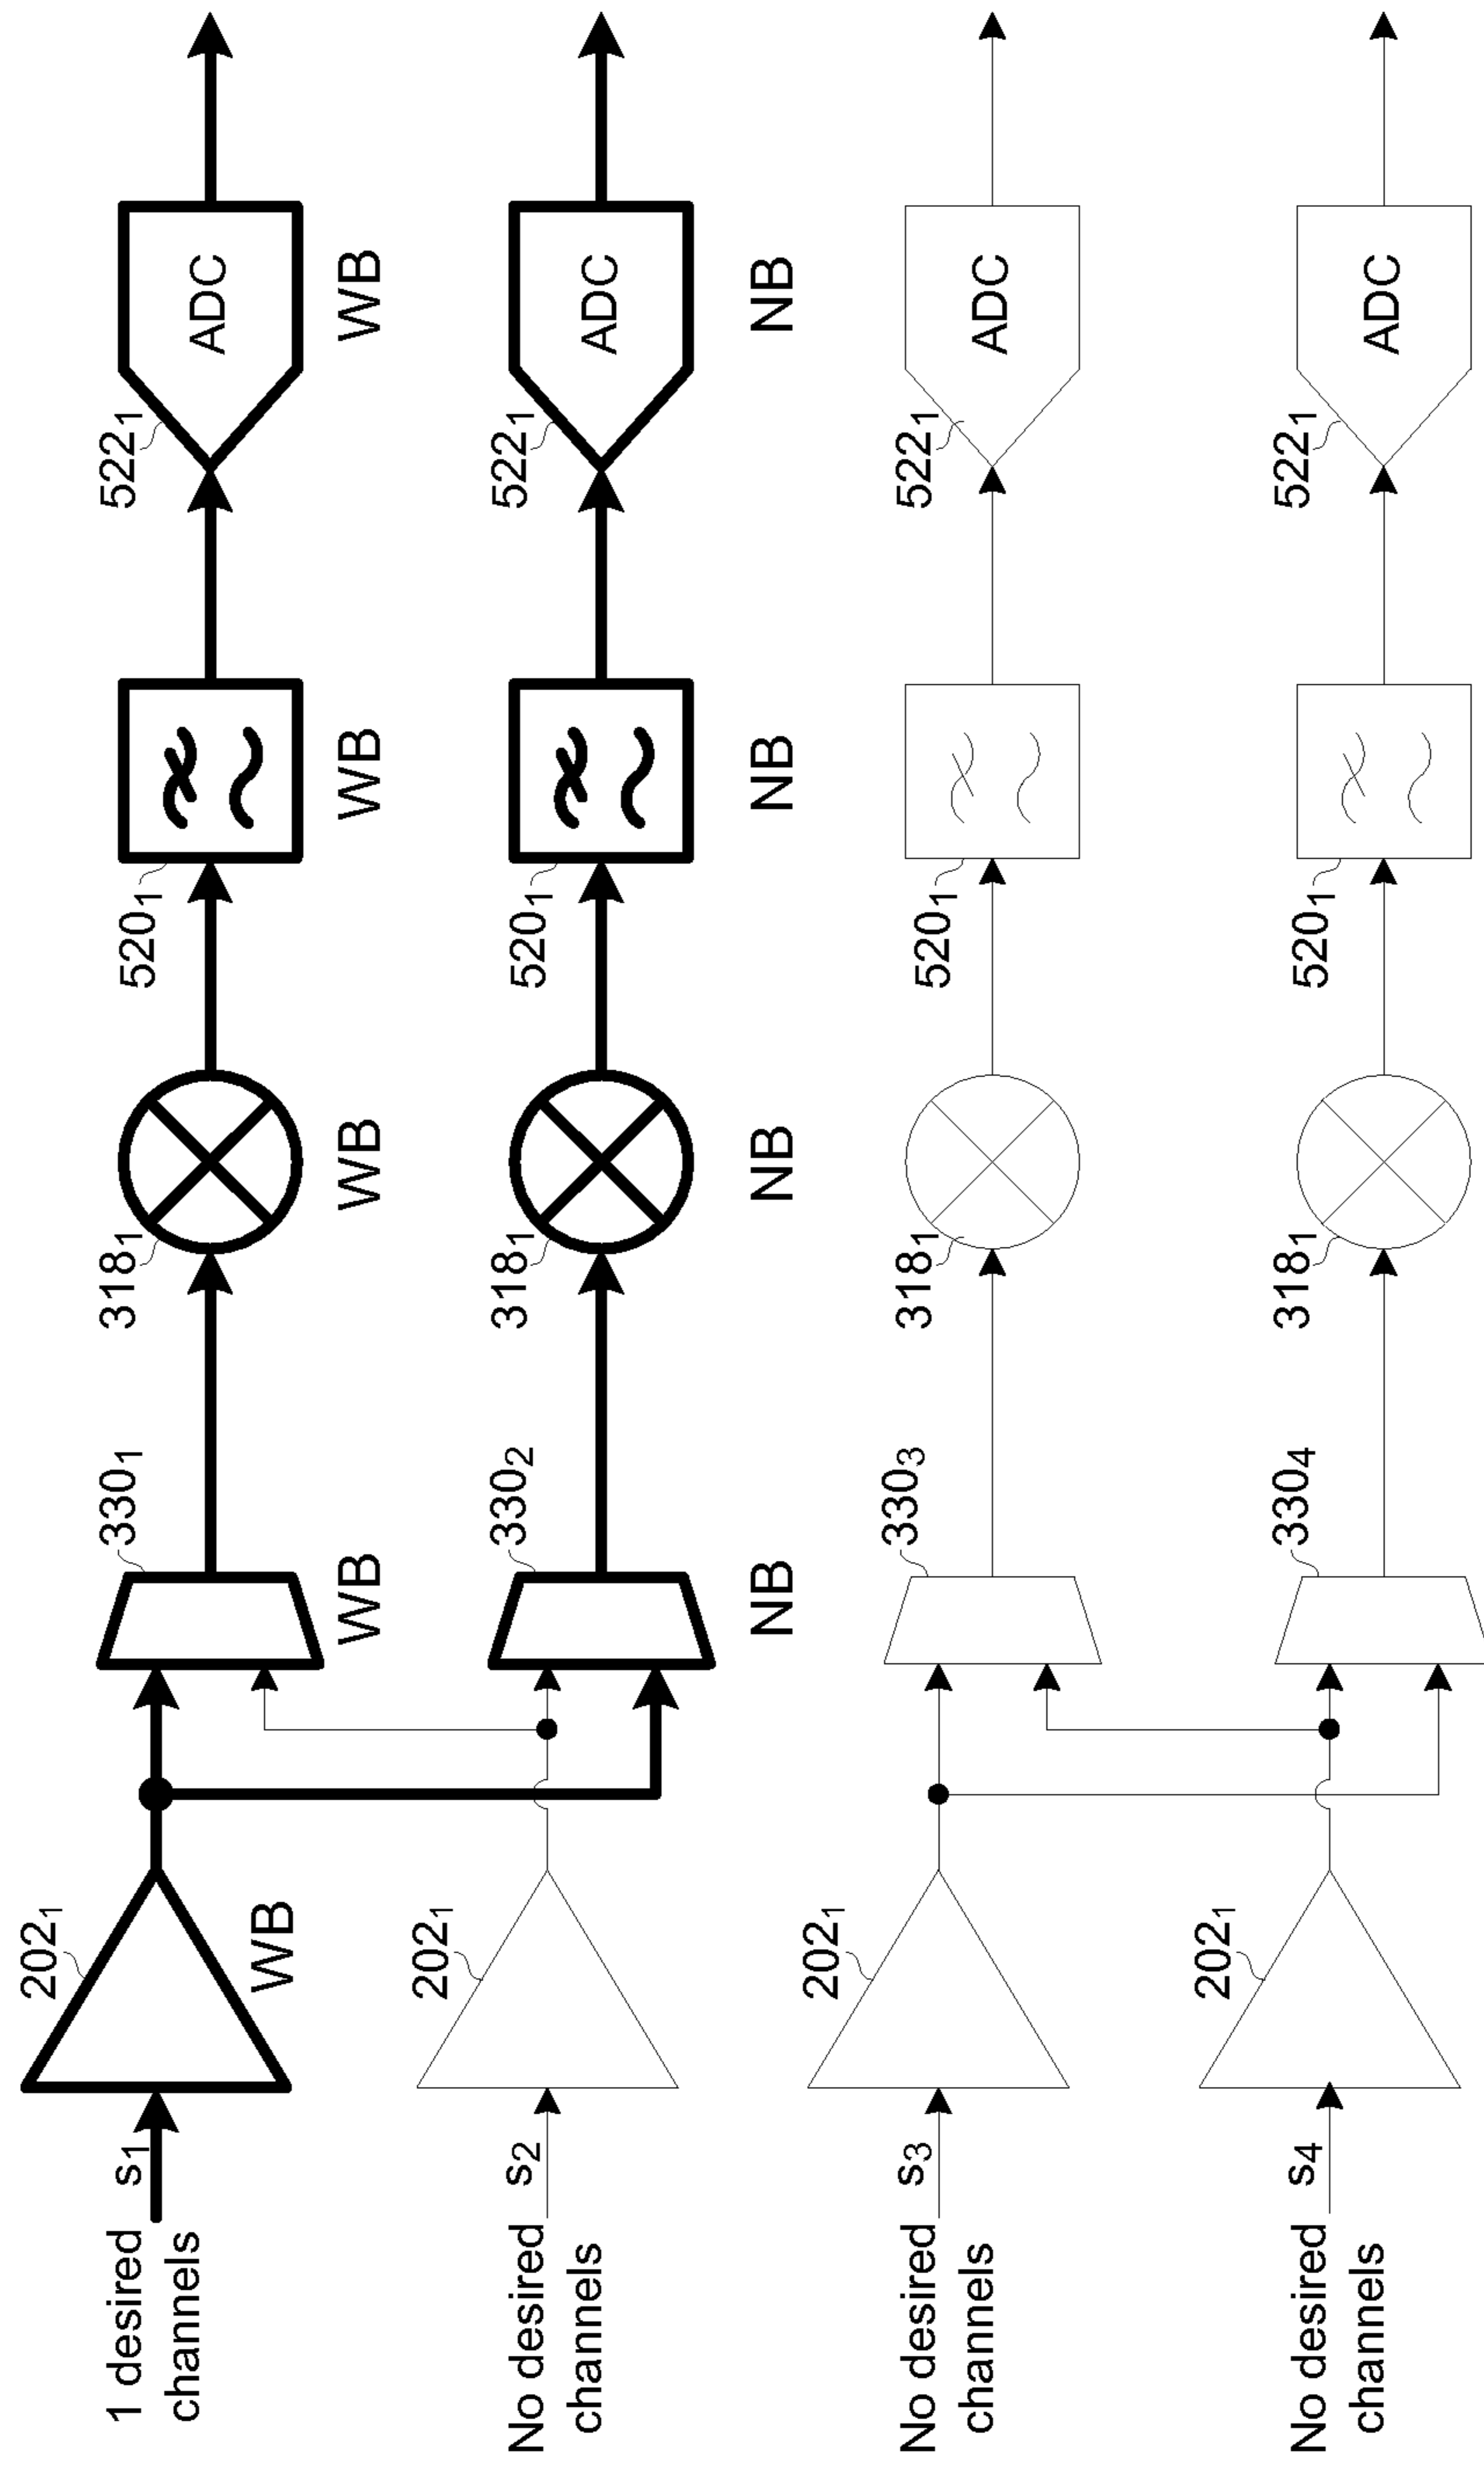 1 desired
channels
s1
2021
WB
3301
WB
3181
WB
5201
WB
5221
ADC
WB
No desired
channels
s2
2021
3302
NB
3181
NB
5201
NB
5221
ADC
NB
No desired
channels
s3
2021
3303
3181
5201
5221
ADC
No desired
channels
s4
2021
3304
3181
5201
5221
ADC